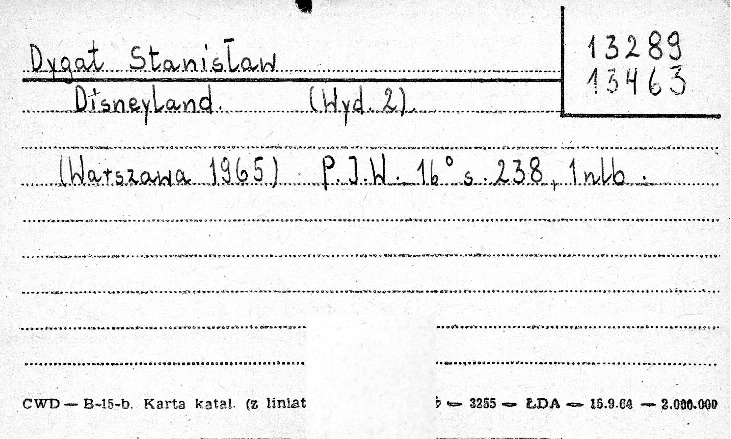 13289
Dygat Stanisław
13463
Disneyland. (Wyd. 2).
(Warszawa 1965) P.I.W. 16° s. 238, 1 nlb.
CWD — B-15-b. Karta katal. (z liniat — 3255 — ŁDA — 15.9.64 — 2.000.000